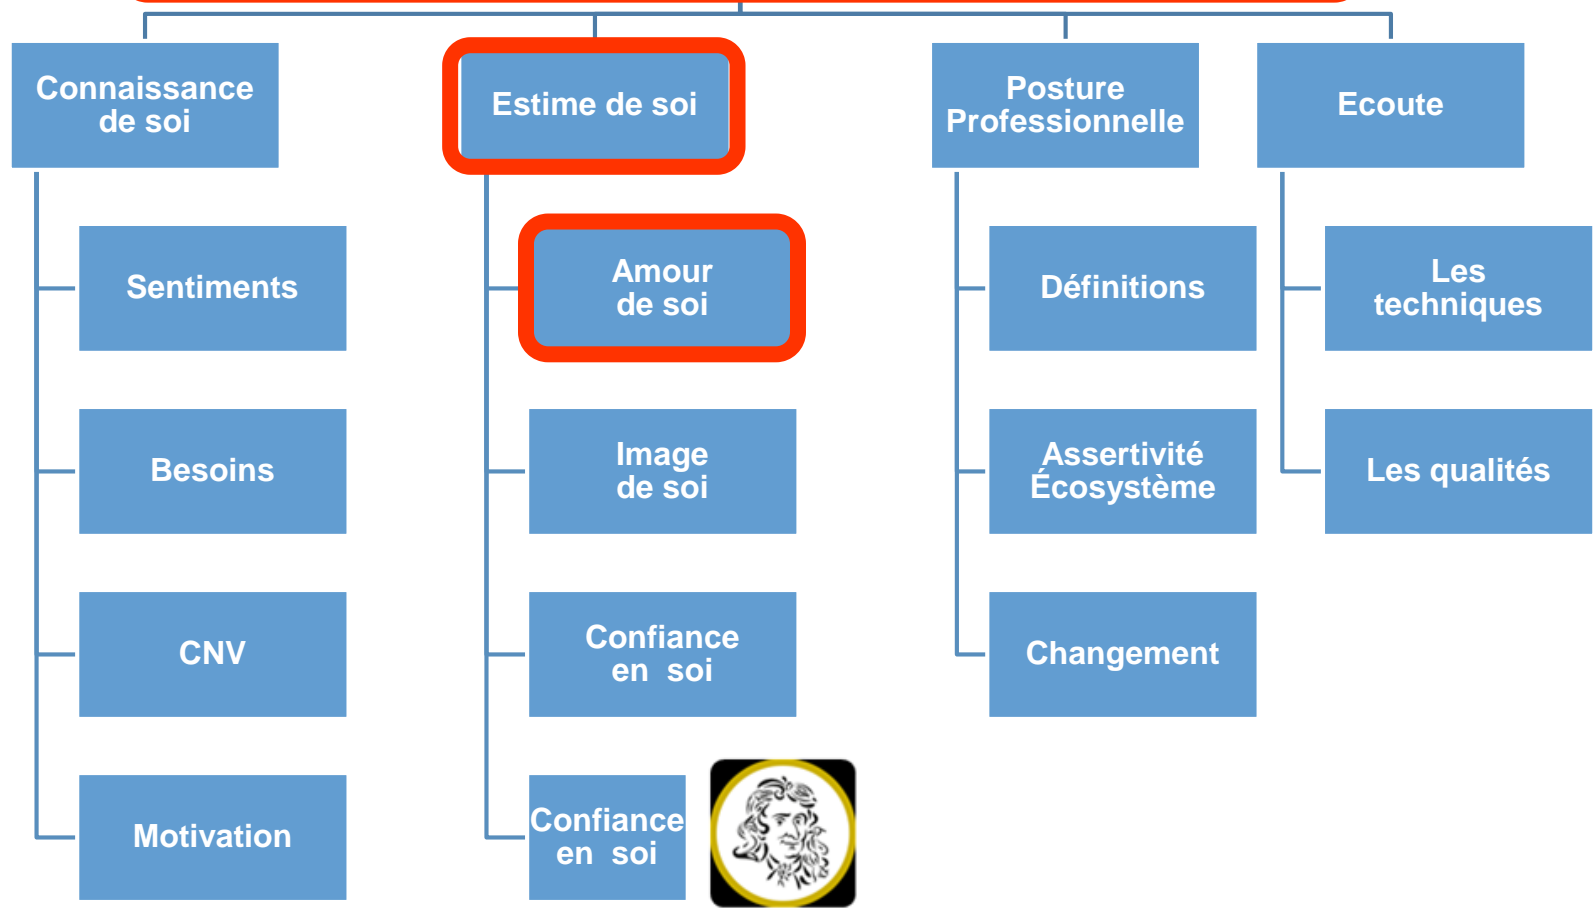 Connaissance
de soi
Sentiments
Besoins
CNV
Motivation
Estime de soi
Amour
de soi
Image
de soi
Confiance
en soi
Confiance
en soi
Posture
Professionnelle
Définitions
Assertivité
Écosystème
Changement
Ecoute
Les
techniques
Les qualités